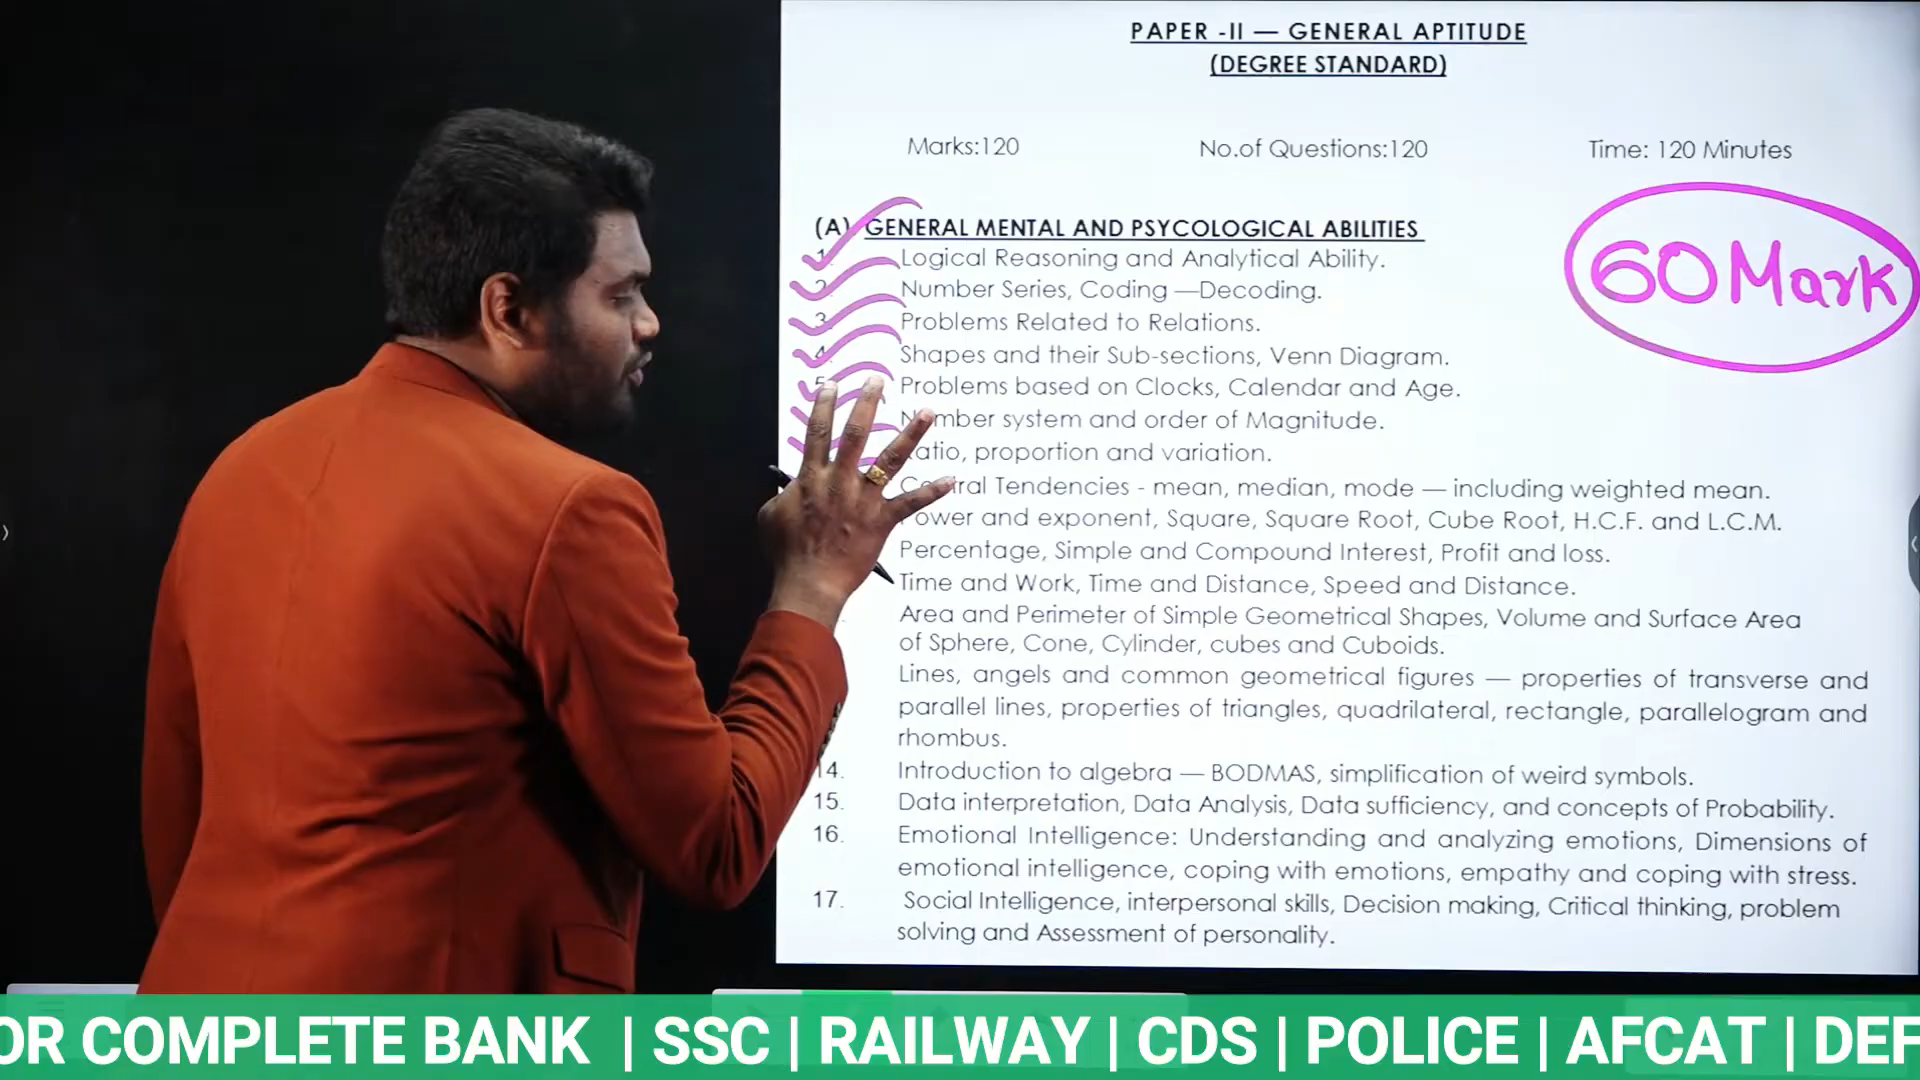 PAPER -II — GENERAL APTITUDE
(DEGREE STANDARD)
Marks:120 No.of Questions:120 Time: 120 Minutes
(A) GENERAL MENTAL AND PSYCOLOGICAL ABILITIES
60 Mark
1. Logical Reasoning and Analytical Ability.
2. Number Series, Coding —Decoding.
3. Problems Related to Relations.
4. Shapes and their Sub-sections, Venn Diagram.
5. Problems based on Clocks, Calendar and Age.
Number system and order of Magnitude.
Ratio, proportion and variation.
Central Tendencies - mean, median, mode — including weighted mean.
Power and exponent, Square, Square Root, Cube Root, H.C.F. and L.C.M.
Percentage, Simple and Compound Interest, Profit and loss.
Time and Work, Time and Distance, Speed and Distance.
Area and Perimeter of Simple Geometrical Shapes, Volume and Surface Area
of Sphere, Cone, Cylinder, cubes and Cuboids.
Lines, angels and common geometrical figures — properties of transverse and
parallel lines, properties of triangles, quadrilateral, rectangle, parallelogram and
rhombus.
14. Introduction to algebra — BODMAS, simplification of weird symbols.
15. Data interpretation, Data Analysis, Data sufficiency, and concepts of Probability.
16. Emotional Intelligence: Understanding and analyzing emotions, Dimensions of
emotional intelligence, coping with emotions, empathy and coping with stress.
17. Social Intelligence, interpersonal skills, Decision making, Critical thinking, problem
solving and Assessment of personality.
OR COMPLETE BANK | SSC | RAILWAY | CDS | POLICE | AFCAT | DEF